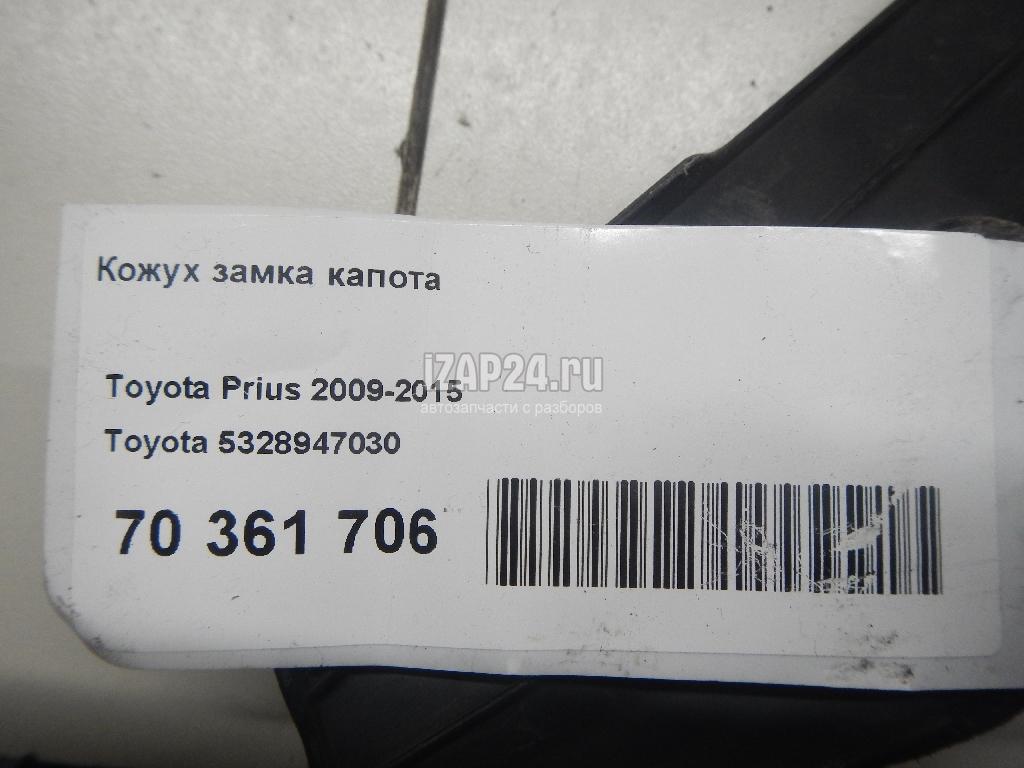 Кожух замка капота
iZAP24.ru
Toyota Prius 2009-2015
автозапчасти с разборов
Toyota 5328947030
70 361 706